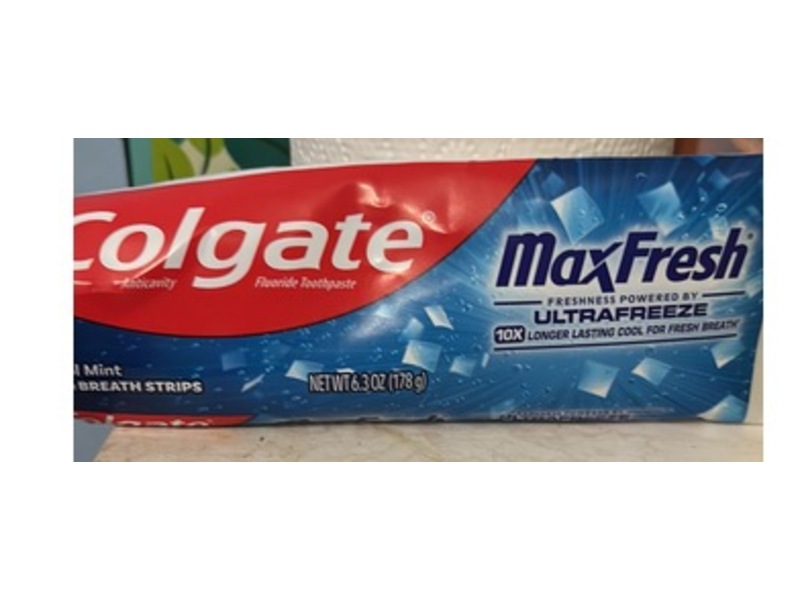 Colgate®
Anticavity Fluoride Toothpaste
MaxFresh®
FRESHNESS POWERED BY
ULTRAFREEZE
10X LONGER LASTING COOL FOR FRESH BREATH*
l Mint
BREATH STRIPS
NET WT 6.3 OZ (178 g)
Colgate